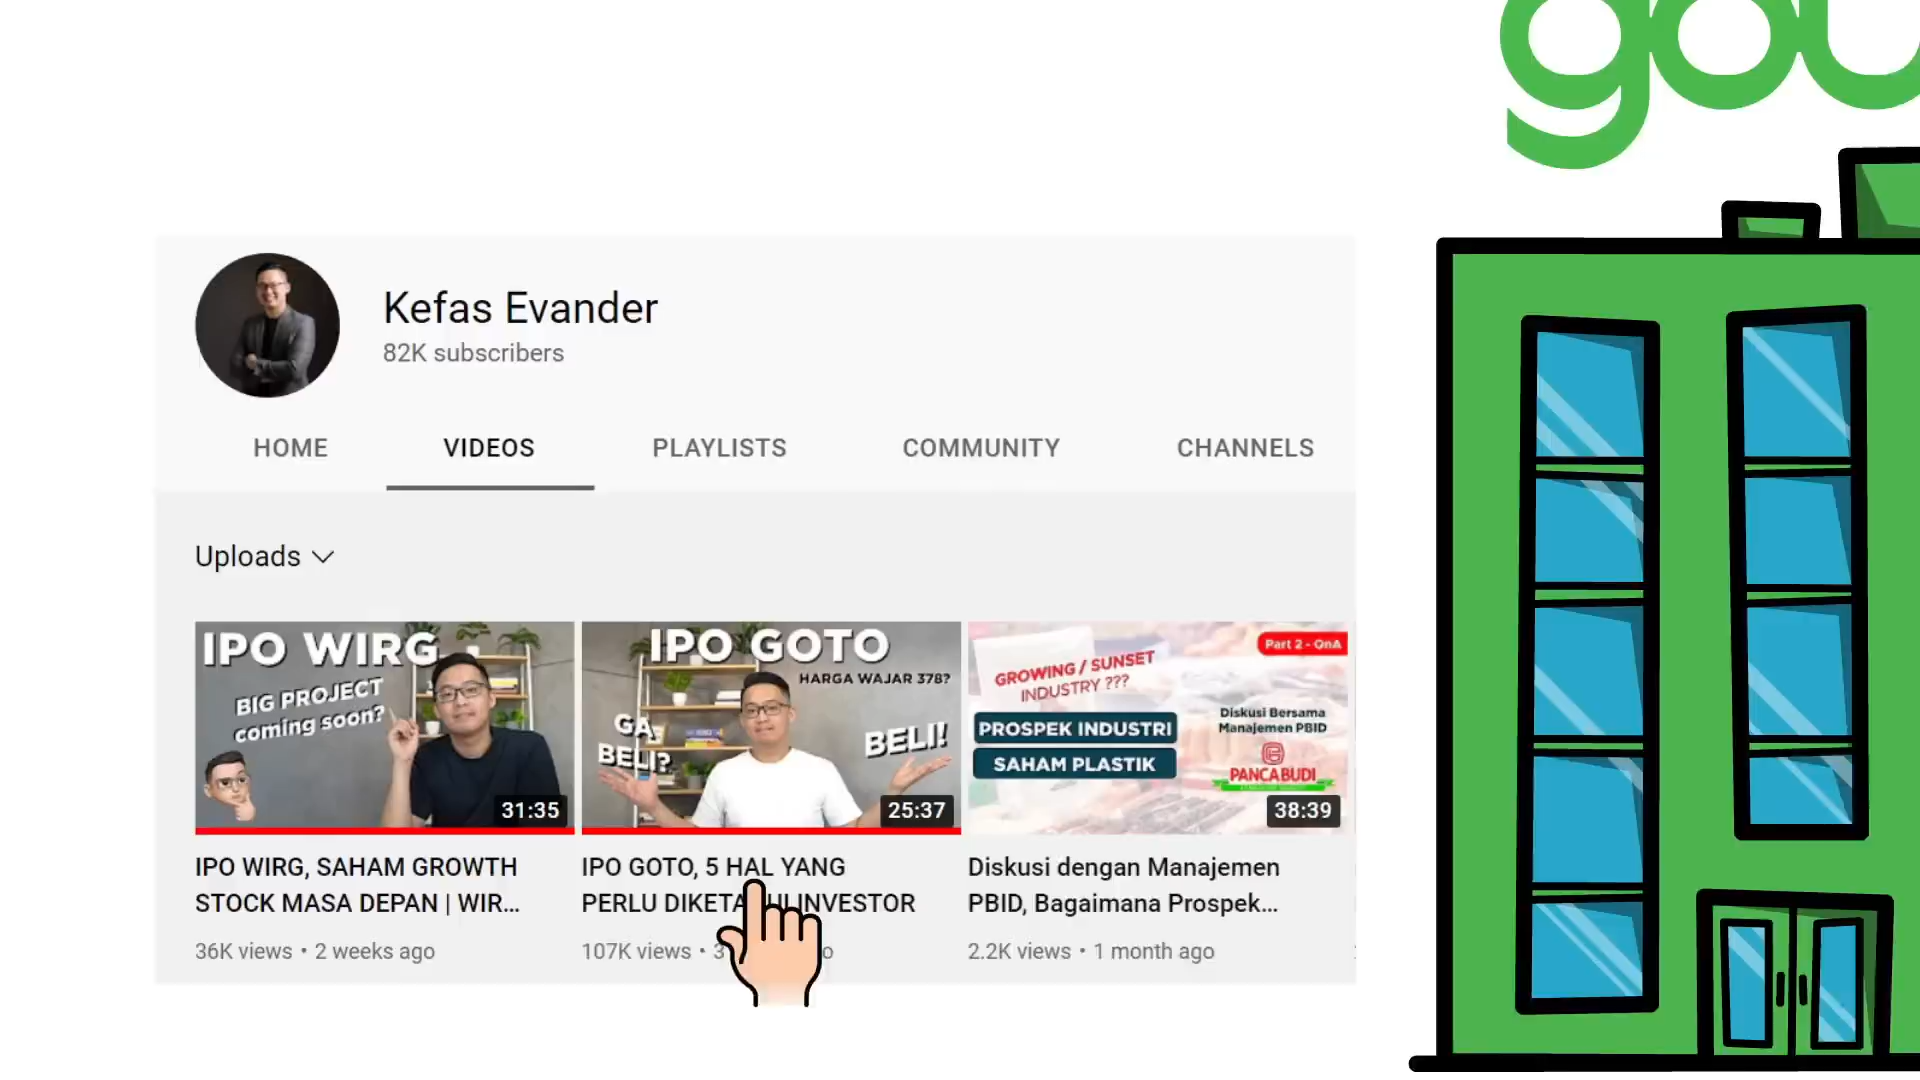 gou
Kefas Evander
82K subscribers
HOME VIDEOS PLAYLISTS COMMUNITY CHANNELS
Uploads
IPO WIRG
BIG PROJECT
coming soon?
31:35
IPO GOTO
HARGA WAJAR 378?
GA
BELI?
BELI!
25:37
Part 2 - QnA
GROWING / SUNSET
INDUSTRY ???
PROSPEK INDUSTRI
SAHAM PLASTIK
Diskusi Bersama
Manajemen PBID
PANCA BUDI
38:39
IPO WIRG, SAHAM GROWTH
STOCK MASA DEPAN | WIR...
36K views • 2 weeks ago
IPO GOTO, 5 HAL YANG
PERLU INVESTOR
107K views • 3
Diskusi dengan Manajemen
PBID, Bagaimana Prospek...
2.2K views • 1 month ago